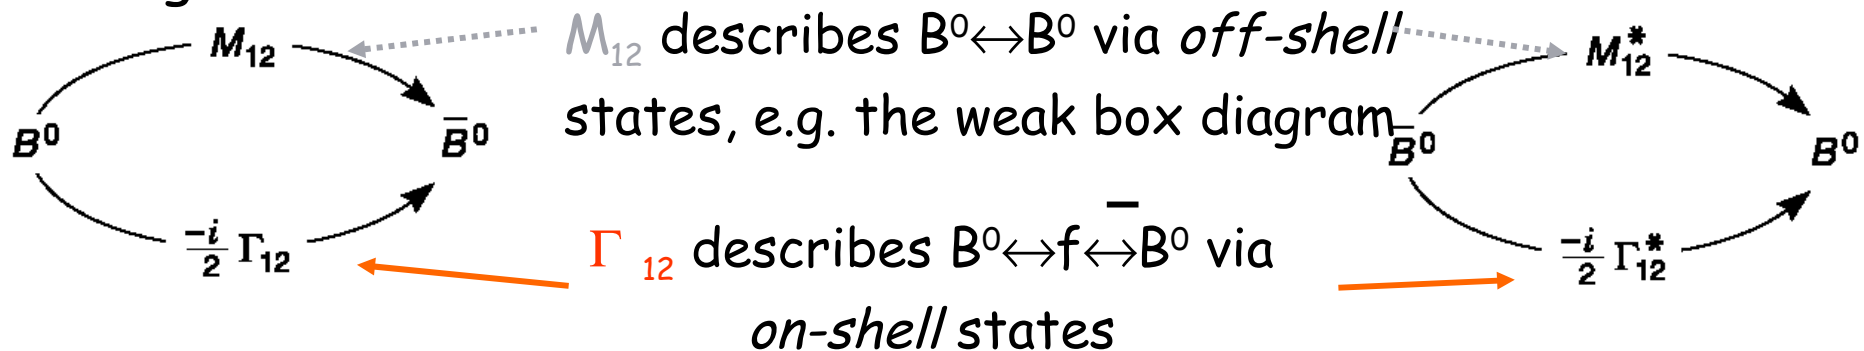 M₁₂
B⁰
B̅⁰
−i/2 Γ₁₂
M₁₂ describes B⁰↔B⁰ via off-shell
states, e.g. the weak box diagram
Γ ₁₂ describes B⁰↔f↔B̅⁰ via
on-shell states
M*₁₂
B̅⁰
B⁰
−i/2 Γ*₁₂